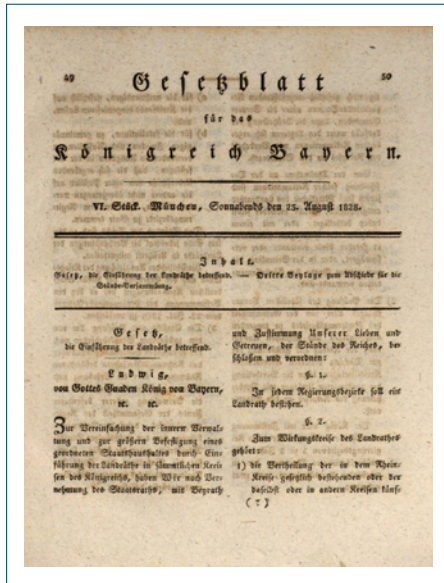 49
50
Gesetzblatt
für das
Königreich Bayern.
VI. Stück. München, Sonnabends den 23. August 1828.
Inhalt.
Gesetz, die Einführung der Landräthe betreffend. — Dritte Beylage zum Abschiede für die
Stände-Versammlung.
Gesetz,
die Einführung der Landräthe betreffend.
Ludwig,
von Gottes Gnaden König von Bayern,
ꝛc. ꝛc.
Zur Vereinfachung der innern Verwal-
tung und zur größern Befestigung eines
geordneten Staatshaushaltes durch Ein-
führung der Landräthe in sämmtlichen Krei-
sen des Königreichs, haben Wir nach Ver-
nehmung des Staatsraths, mit Beyrath
und Zustimmung Unserer Lieben und
Getreuen, der Stände des Reiches, be-
schlossen und verordnen:
§. 1.
In jedem Regierungsbezirke soll ein
Landrath bestehen.
§. 2.
Zum Wirkungskreise des Landrathes
gehört:
1) die Vertheilung der in dem Rhein-
Kreise gesetzlich bestehenden oder der
daselbst oder in andern Kreisen künf-
(7)